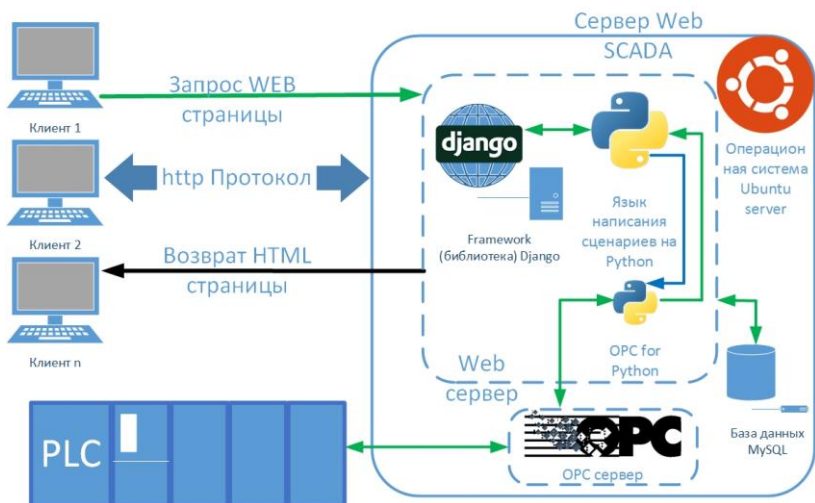 Сервер Web
SCADA
Запрос WEB
страницы
Клиент 1
django
Операцион
ная система
Ubuntu
server
http Протокол
Язык
написания
сценариев на
Python
Framework
(библиотека) Django
Клиент 2
Возврат HTML
страницы
Клиент n
OPC for
Python
Web
сервер
База данных
MySQL
PLC
OPC
OPC сервер